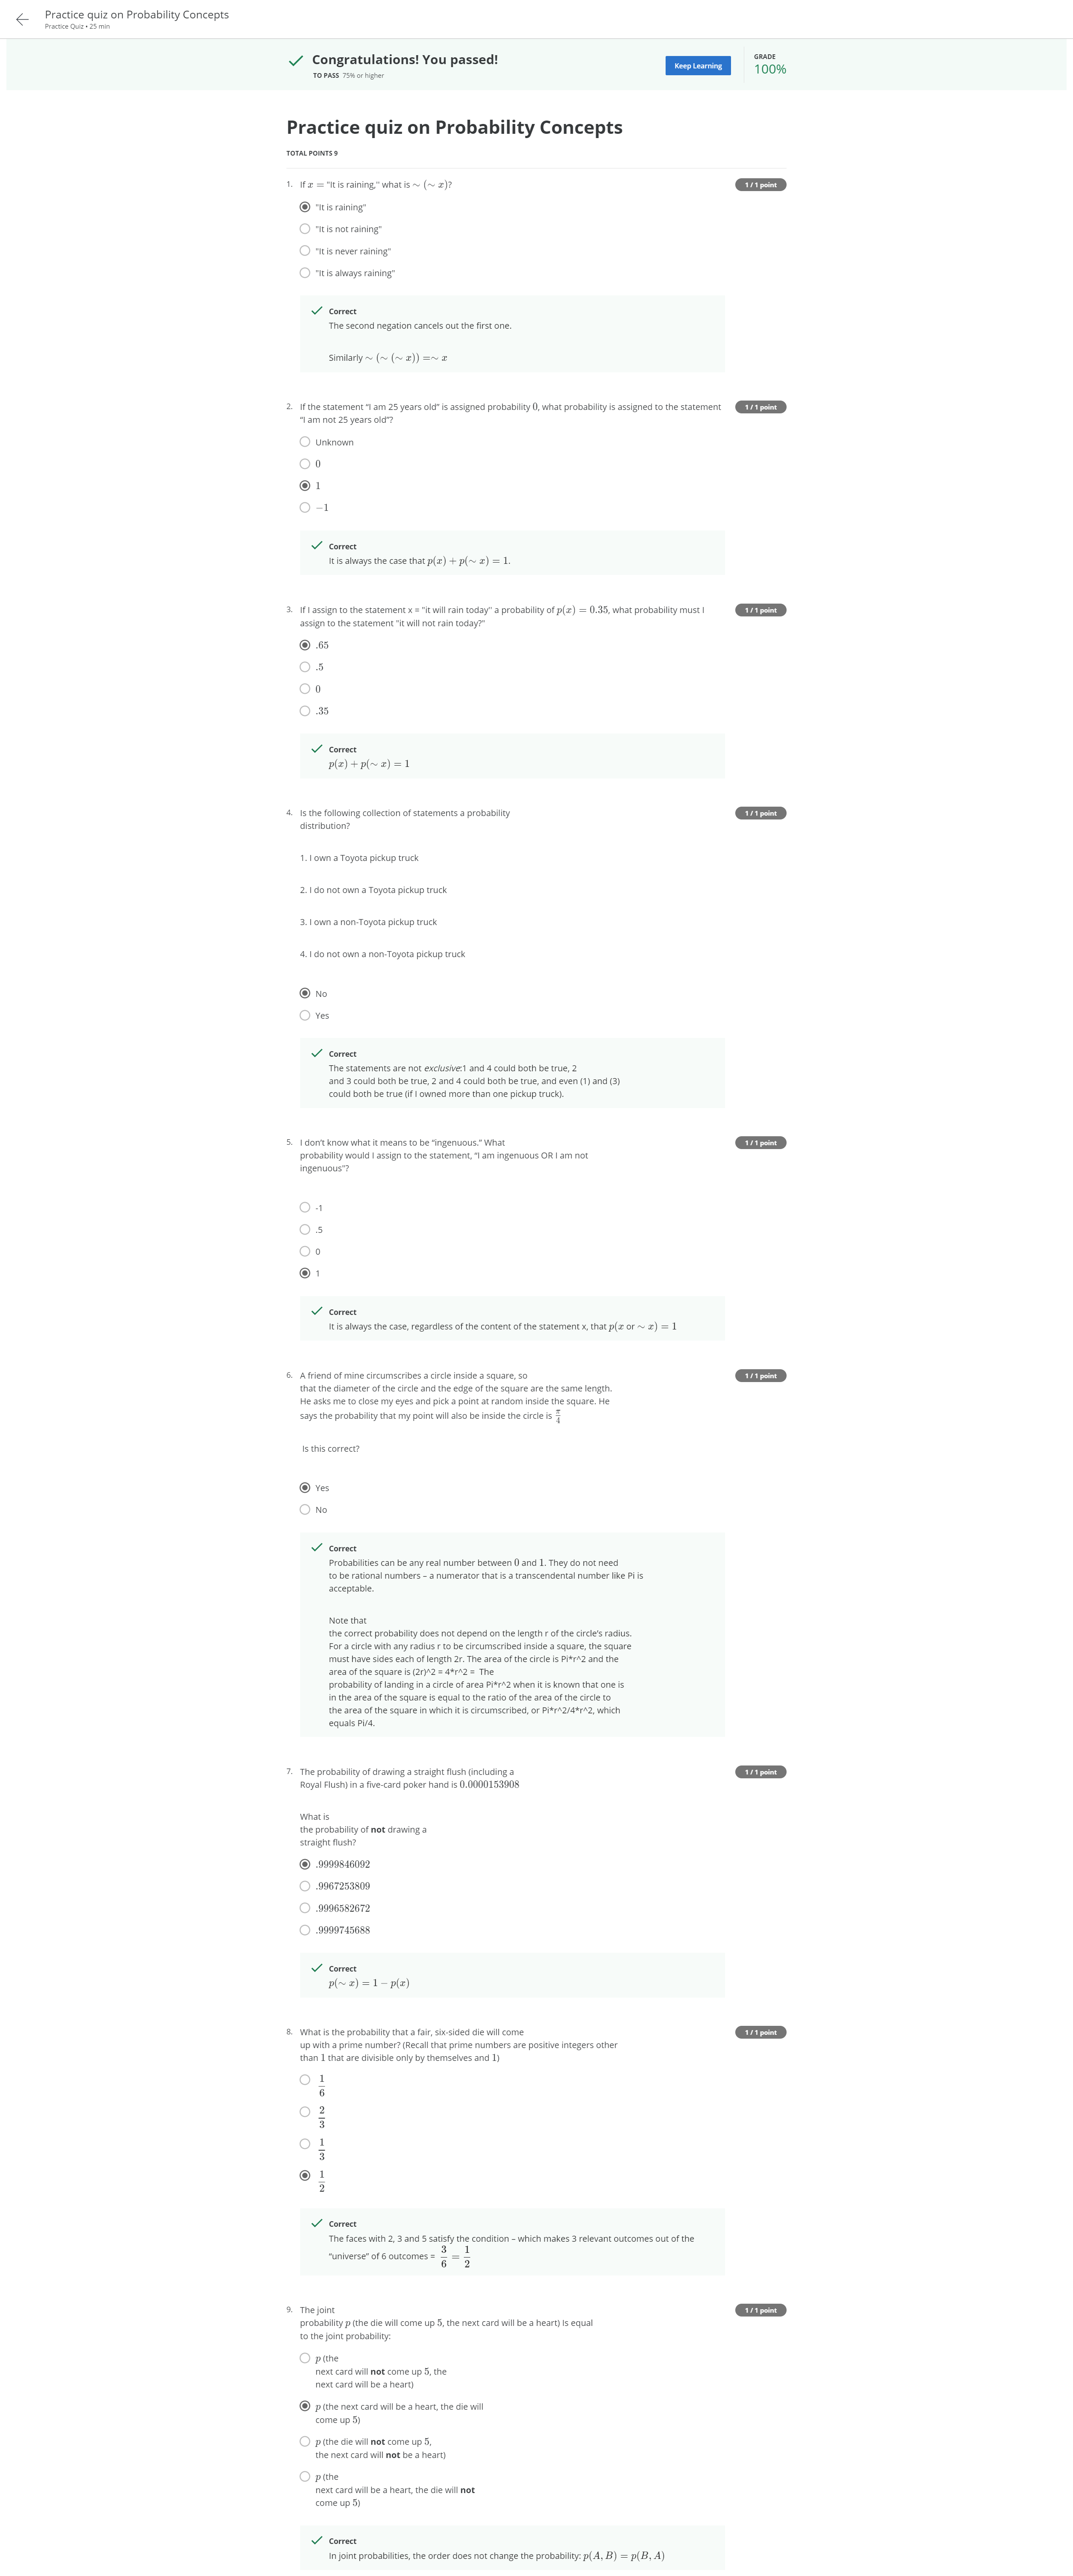 Practice quiz on Probability Concepts
Practice Quiz • 25 min
Congratulations! You passed!
TO PASS 75% or higher
Keep Learning
GRADE
100%
Practice quiz on Probability Concepts
TOTAL POINTS 9
1. If x = "It is raining," what is ∼ (∼ x)?
1 / 1 point
"It is raining"
"It is not raining"
"It is never raining"
"It is always raining"
Correct
The second negation cancels out the first one.
Similarly ∼ (∼ (∼ x)) =∼ x
2. If the statement “I am 25 years old” is assigned probability 0, what probability is assigned to the statement
“I am not 25 years old”?
1 / 1 point
Unknown
0
1
−1
Correct
It is always the case that p(x) + p(∼ x) = 1.
3. If I assign to the statement x = "it will rain today" a probability of p(x) = 0.35, what probability must I
assign to the statement "it will not rain today?"
1 / 1 point
.65
.5
0
.35
Correct
p(x) + p(∼ x) = 1
4. Is the following collection of statements a probability
distribution?
1 / 1 point
1. I own a Toyota pickup truck
2. I do not own a Toyota pickup truck
3. I own a non-Toyota pickup truck
4. I do not own a non-Toyota pickup truck
No
Yes
Correct
The statements are not exclusive:1 and 4 could both be true, 2
and 3 could both be true, 2 and 4 could both be true, and even (1) and (3)
could both be true (if I owned more than one pickup truck).
5. I don’t know what it means to be “ingenuous.” What
probability would I assign to the statement, “I am ingenuous OR I am not
ingenuous"?
1 / 1 point
-1
.5
0
1
Correct
It is always the case, regardless of the content of the statement x, that p(x or ∼ x) = 1
6. A friend of mine circumscribes a circle inside a square, so
that the diameter of the circle and the edge of the square are the same length.
He asks me to close my eyes and pick a point at random inside the square. He
says the probability that my point will also be inside the circle is π/4
1 / 1 point
Is this correct?
Yes
No
Correct
Probabilities can be any real number between 0 and 1. They do not need
to be rational numbers – a numerator that is a transcendental number like Pi is
acceptable.
Note that
the correct probability does not depend on the length r of the circle’s radius.
For a circle with any radius r to be circumscribed inside a square, the square
must have sides each of length 2r. The area of the circle is Pi*r^2 and the
area of the square is (2r)^2 = 4*r^2 = The
probability of landing in a circle of area Pi*r^2 when it is known that one is
in the area of the square is equal to the ratio of the area of the circle to
the area of the square in which it is circumscribed, or Pi*r^2/4*r^2, which
equals Pi/4.
7. The probability of drawing a straight flush (including a
Royal Flush) in a five-card poker hand is 0.0000153908
1 / 1 point
What is
the probability of not drawing a
straight flush?
.9999846092
.9967253809
.9996582672
.9999745688
Correct
p(∼ x) = 1 − p(x)
8. What is the probability that a fair, six-sided die will come
up with a prime number? (Recall that prime numbers are positive integers other
than 1 that are divisible only by themselves and 1)
1 / 1 point
1/6
2/3
1/3
1/2
Correct
The faces with 2, 3 and 5 satisfy the condition – which makes 3 relevant outcomes out of the
“universe” of 6 outcomes = 3/6 = 1/2
9. The joint
probability p (the die will come up 5, the next card will be a heart) Is equal
to the joint probability:
1 / 1 point
p (the
next card will not come up 5, the
next card will be a heart)
p (the next card will be a heart, the die will
come up 5)
p (the die will not come up 5,
the next card will not be a heart)
p (the
next card will be a heart, the die will not
come up 5)
Correct
In joint probabilities, the order does not change the probability: p(A, B) = p(B, A)